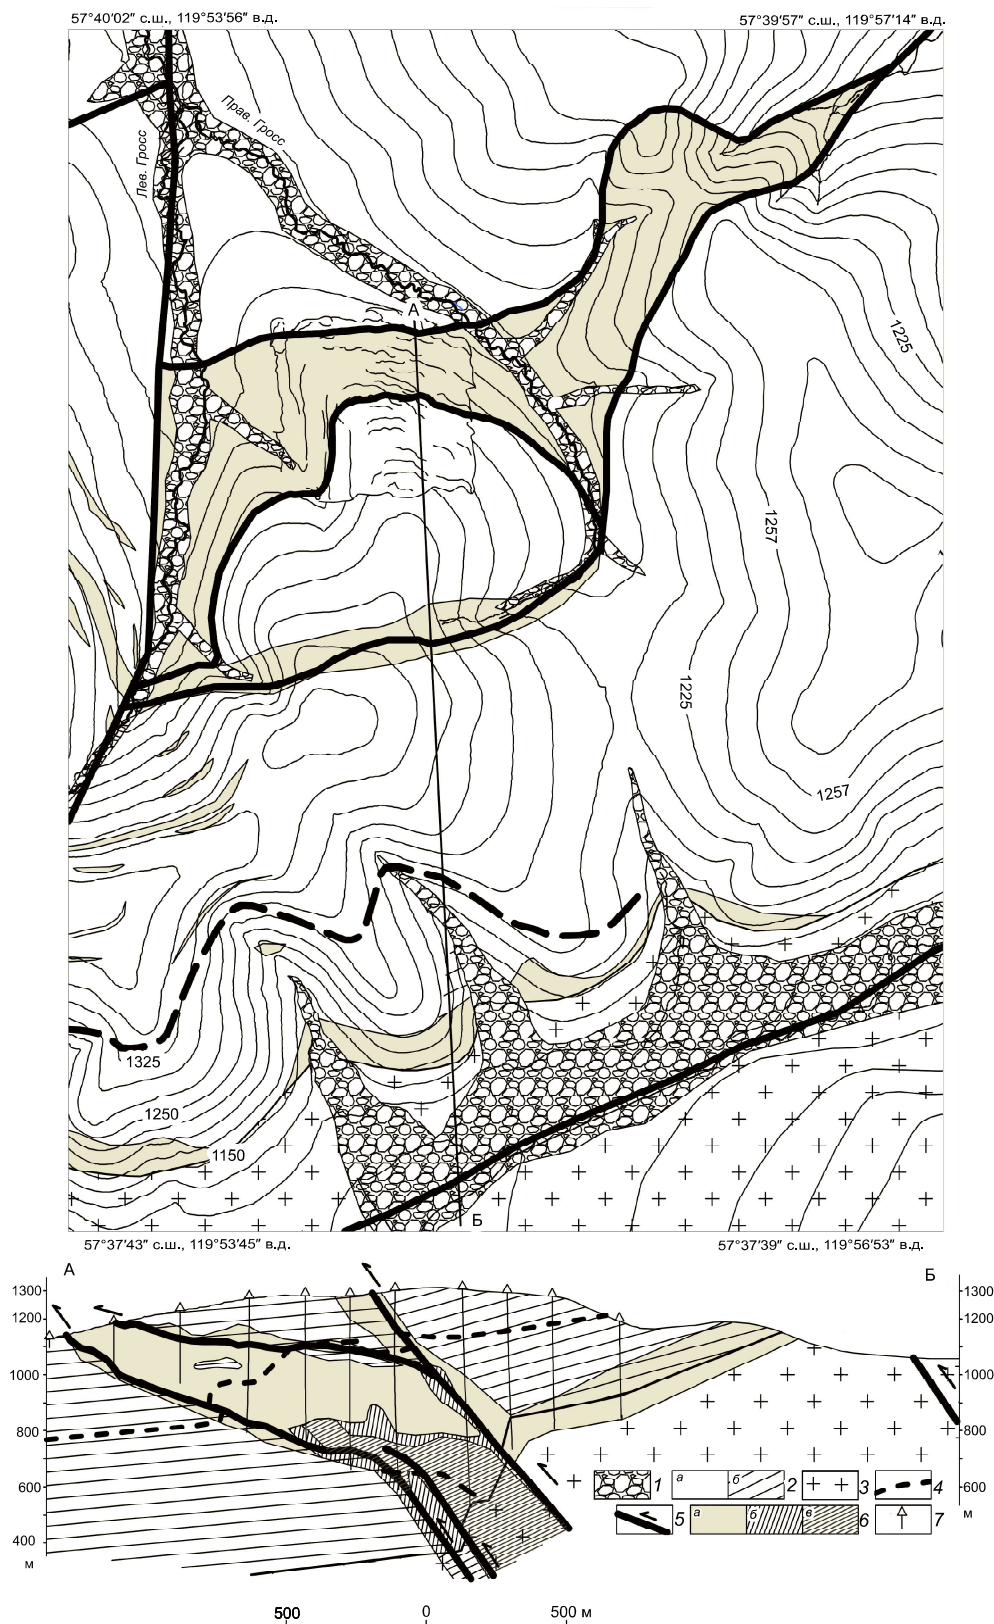 57°40′02″ с.ш., 119°53′56″ в.д.
57°39′57″ с.ш., 119°57′14″ в.д.
Прав. Гросс
Лев. Гросс
А
1225
1257
1225
1257
1325
1250
1150
Б
57°37′43″ с.ш., 119°53′45″ в.д.
57°37′39″ с.ш., 119°56′53″ в.д.
А
Б
1300
1200
1000
800
600
400
м
1300
1200
1000
800
600
м
а
б
1
2
3
4
а
б
в
5
6
7
500
0
500 м